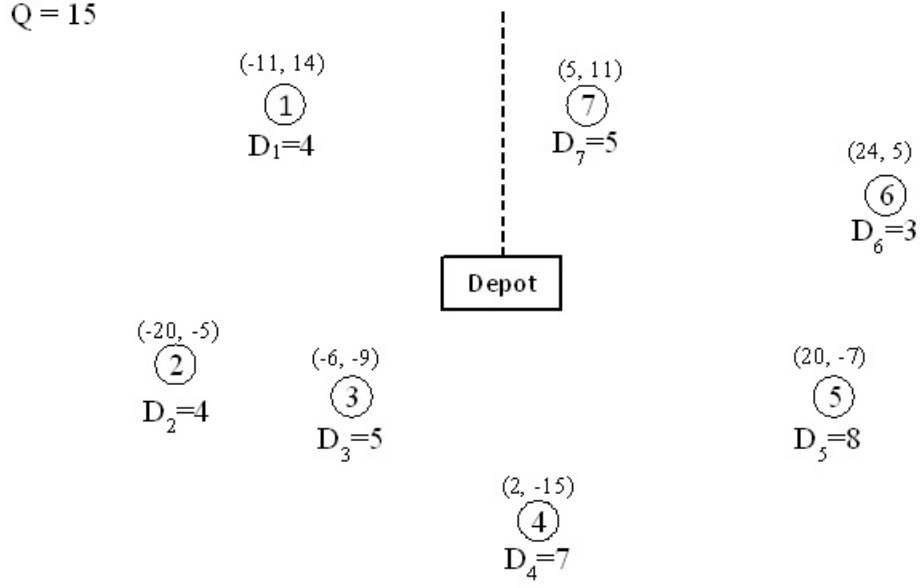 Q = 15
(-11, 14)
1
D₁=4
(5, 11)
7
D₇=5
(24, 5)
6
D₆=3
Depot
(-20, -5)
2
D₂=4
(-6, -9)
3
D₃=5
(20, -7)
5
D₅=8
(2, -15)
4
D₄=7